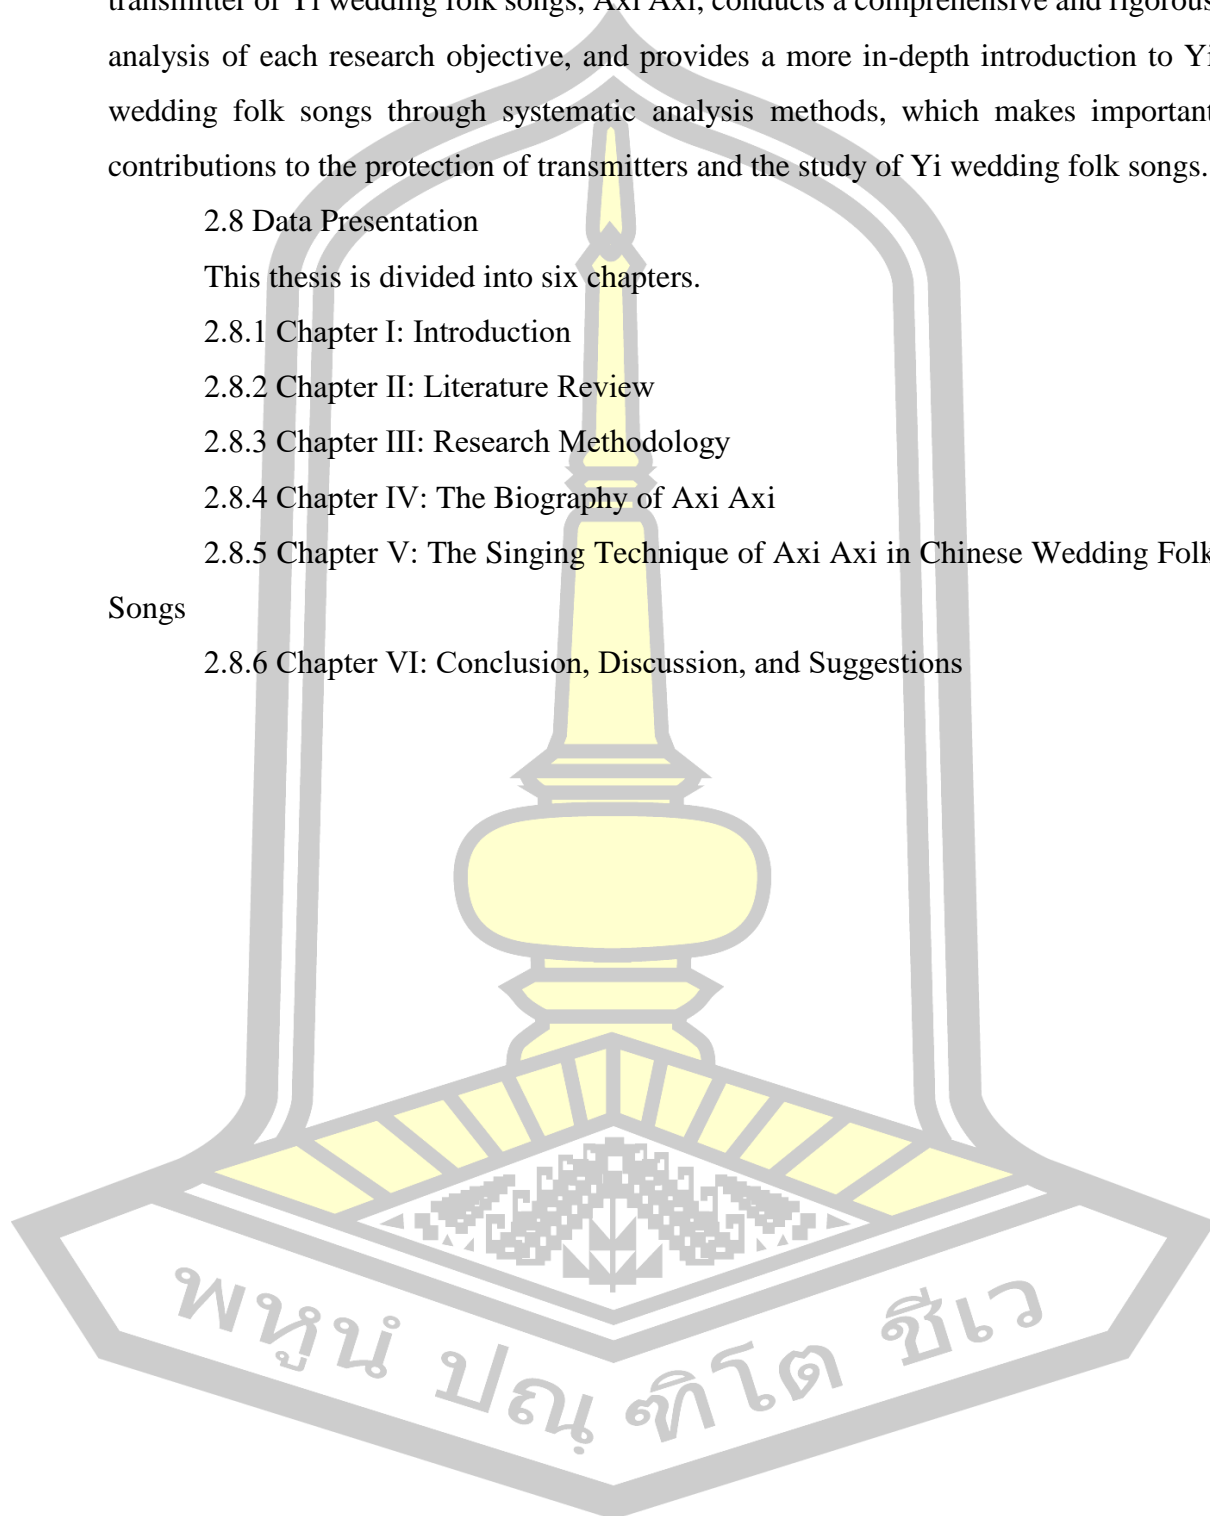 transmitter of Yi wedding folk songs, Axi Axi, conducts a comprehensive and rigorous
analysis of each research objective, and provides a more in-depth introduction to Yi
wedding folk songs through systematic analysis methods, which makes important
contributions to the protection of transmitters and the study of Yi wedding folk songs.
2.8 Data Presentation
This thesis is divided into six chapters.
2.8.1 Chapter I: Introduction
2.8.2 Chapter II: Literature Review
2.8.3 Chapter III: Research Methodology
2.8.4 Chapter IV: The Biography of Axi Axi
2.8.5 Chapter V: The Singing Technique of Axi Axi in Chinese Wedding Folk
Songs
2.8.6 Chapter VI: Conclusion, Discussion, and Suggestions
พหูนํ ปณฺฑิโต ชีเว